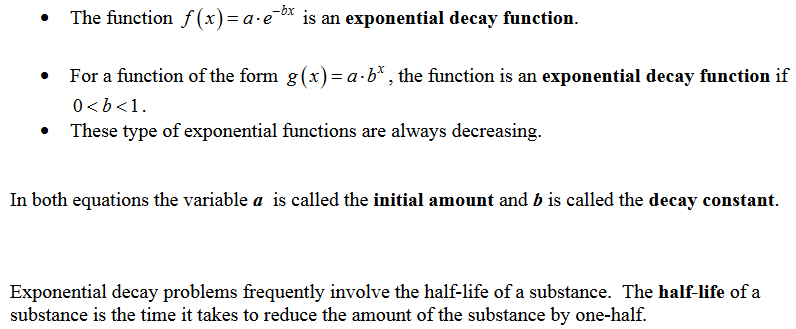 • The function f(x)=a·e^{-bx} is an exponential decay function.
• For a function of the form g(x)=a·b^x, the function is an exponential decay function if
0<b<1.
• These type of exponential functions are always decreasing.
In both equations the variable a is called the initial amount and b is called the decay constant.
Exponential decay problems frequently involve the half-life of a substance. The half-life of a
substance is the time it takes to reduce the amount of the substance by one-half.